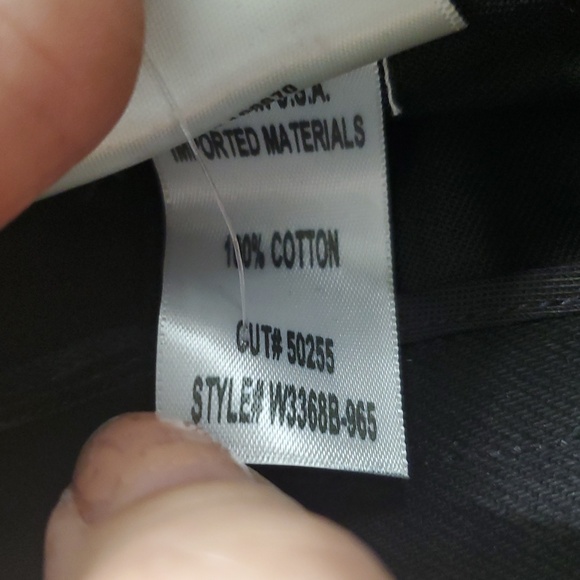 U.S.A.
IMPORTED MATERIALS
100% COTTON
CUT# 50255
STYLE# W3368B-965